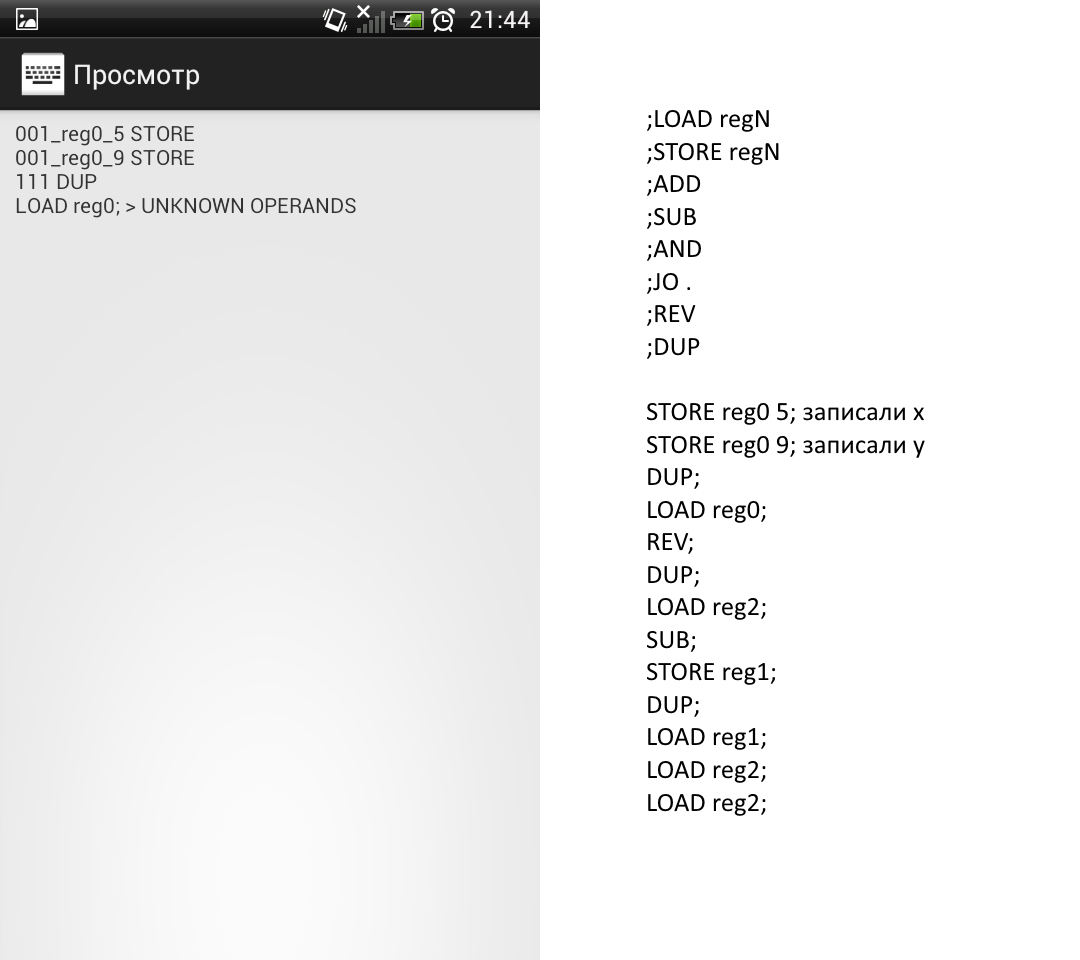 21:44
Просмотр
001_reg0_5 STORE
001_reg0_9 STORE
111 DUP
LOAD reg0; > UNKNOWN OPERANDS
;LOAD regN
;STORE regN
;ADD
;SUB
;AND
;JO .
;REV
;DUP
STORE reg0 5; записали x
STORE reg0 9; записали y
DUP;
LOAD reg0;
REV;
DUP;
LOAD reg2;
SUB;
STORE reg1;
DUP;
LOAD reg1;
LOAD reg2;
LOAD reg2;